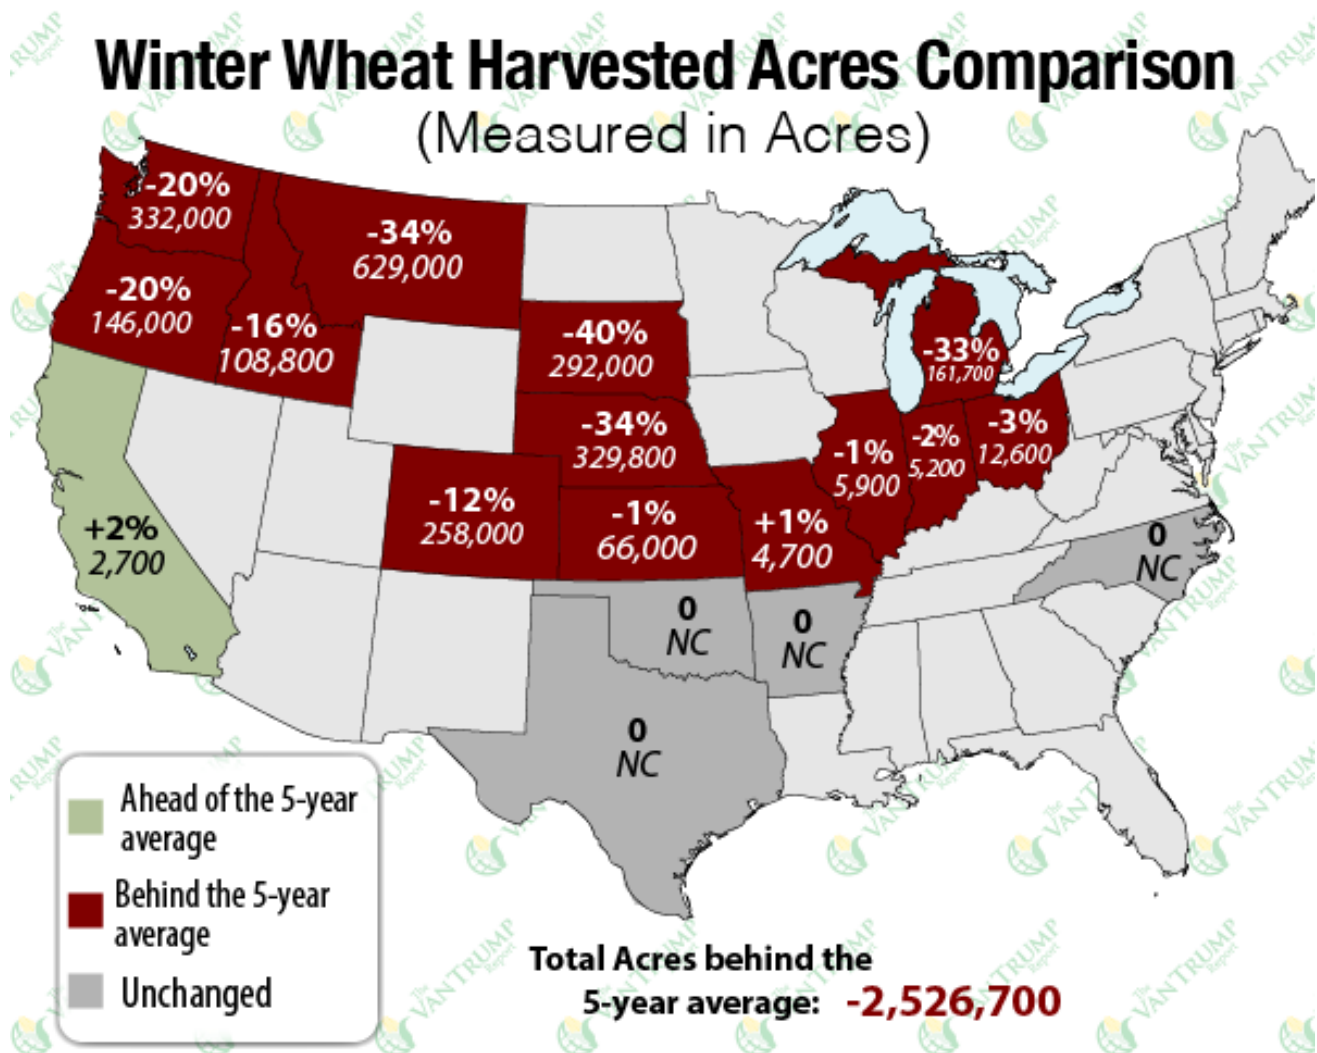 Winter Wheat Harvested Acres Comparison
(Measured in Acres)
-20%
332,000
-34%
629,000
-20%
146,000
-16%
108,800
-40%
292,000
-33%
161,700
-34%
329,800
-1%
5,900
-2%
5,200
-3%
12,600
-12%
258,000
-1%
66,000
+1%
4,700
+2%
2,700
0
NC
0
NC
0
NC
0
NC
Ahead of the 5-year
average
Behind the 5-year
average
Unchanged
Total Acres behind the
5-year average: -2,526,700
The
VANTRUMP
Report